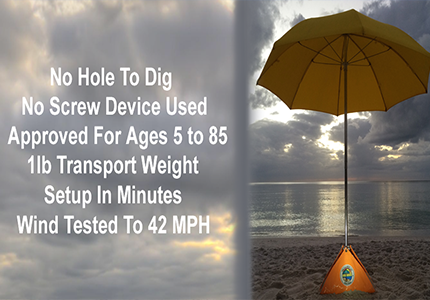 No Hole To Dig
No Screw Device Used
Approved For Ages 5 to 85
1lb Transport Weight
Setup In Minutes
Wind Tested To 42 MPH